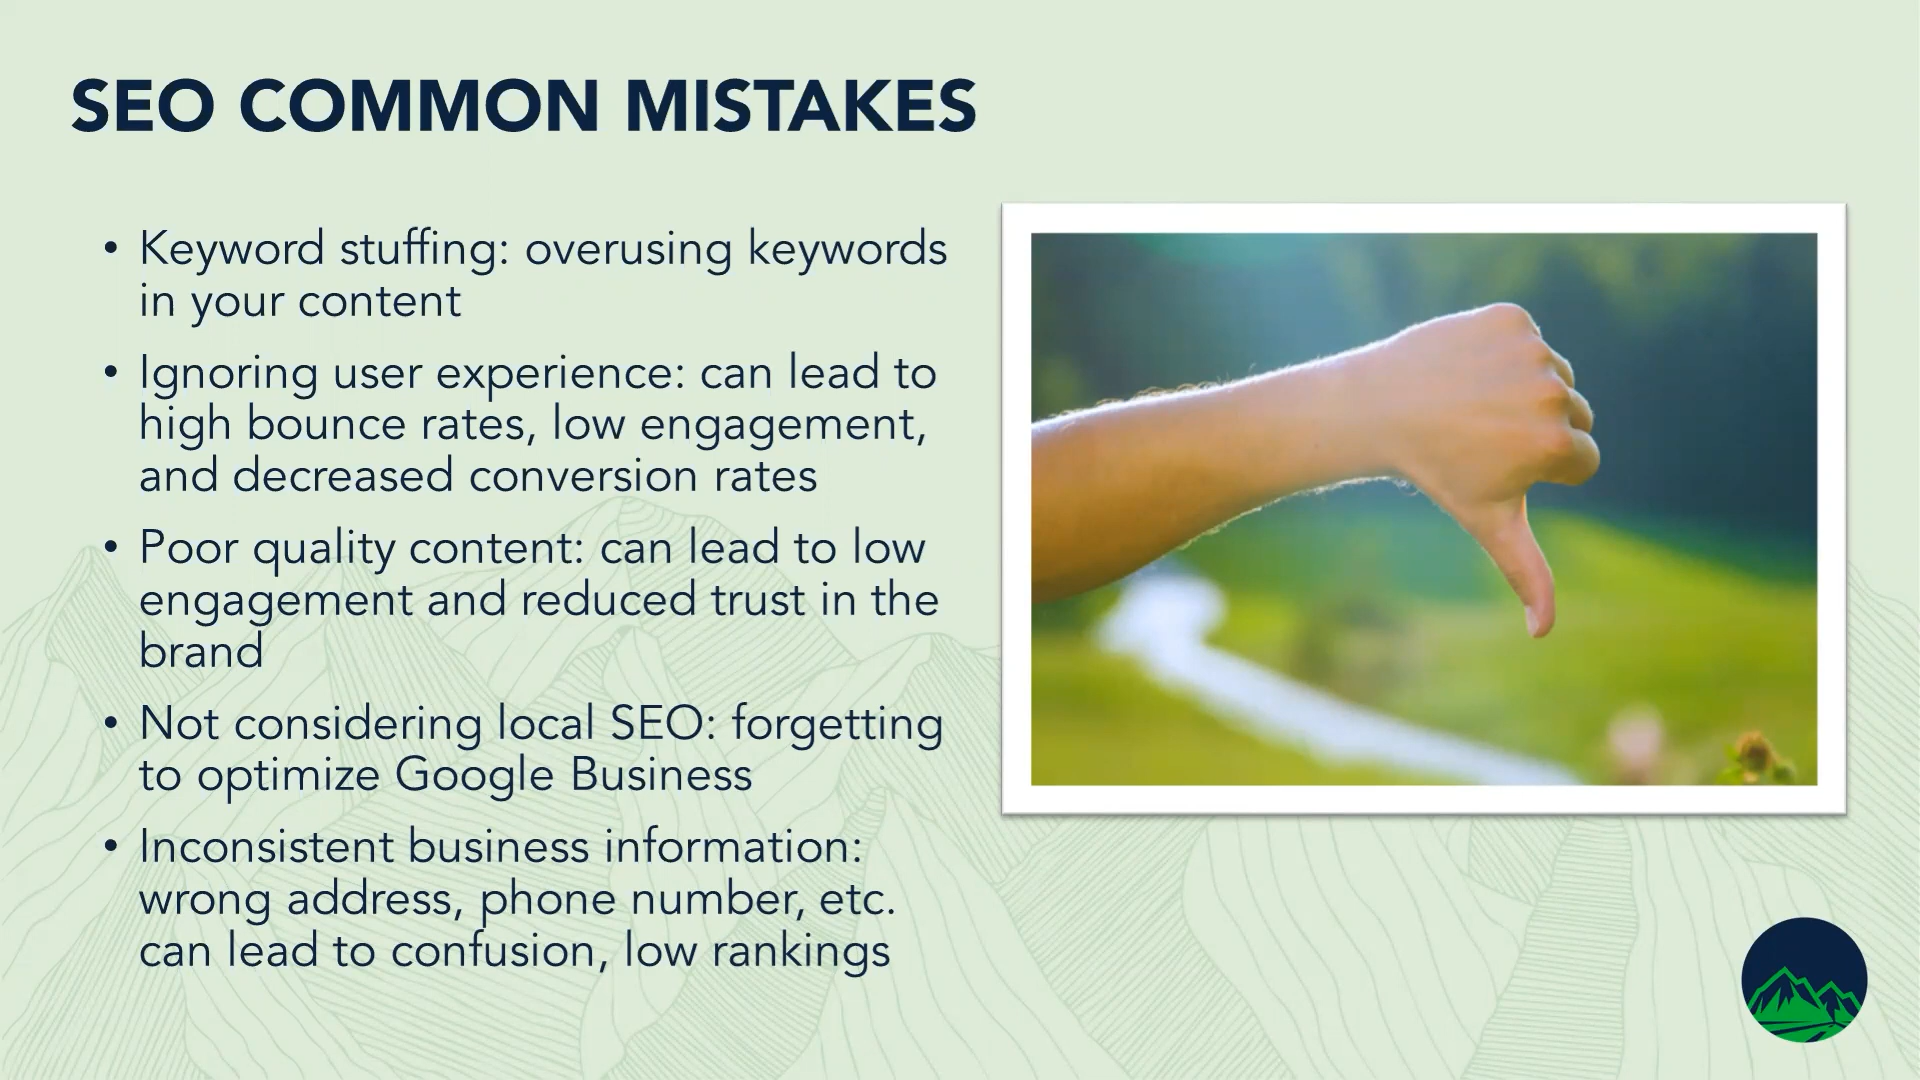 SEO COMMON MISTAKES
• Keyword stuffing: overusing keywords
in your content
• Ignoring user experience: can lead to
high bounce rates, low engagement,
and decreased conversion rates
• Poor quality content: can lead to low
engagement and reduced trust in the
brand
• Not considering local SEO: forgetting
to optimize Google Business
• Inconsistent business information:
wrong address, phone number, etc.
can lead to confusion, low rankings